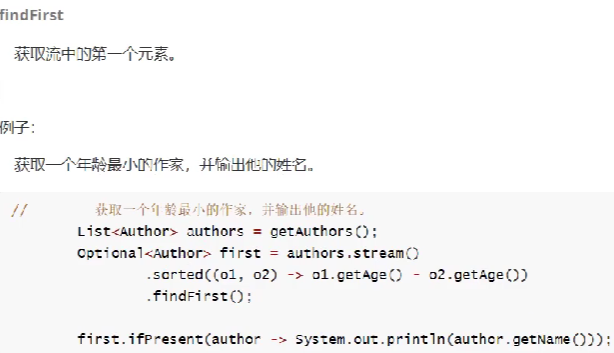 findFirst
获取流中的第一个元素。
例子：
获取一个年龄最小的作家，并输出他的姓名。
// 获取一个年龄最小的作家，并输出他的姓名。
List<Author> authors = getAuthors();
Optional<Author> first = authors.stream()
.sorted((o1, o2) -> o1.getAge() - o2.getAge())
.findFirst();
first.ifPresent(author -> System.out.println(author.getName()));